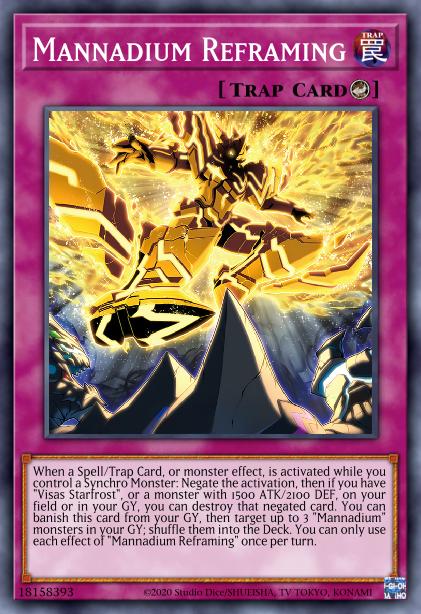 MANNADIUM REFRAMING
TRAP
罠
[TRAP CARD]
When a Spell/Trap Card, or monster effect, is activated while you
control a Synchro Monster: Negate the activation, then if you have
"Visas Starfrost", or a monster with 1500 ATK/2100 DEF, on your
field or in your GY, you can destroy that negated card. You can
banish this card from your GY, then target up to 3 "Mannadium"
monsters in your GY; shuffle them into the Deck. You can only use
each effect of "Mannadium Reframing" once per turn.
18158393
©2020 Studio Dice/SHUEISHA, TV TOKYO, KONAMI